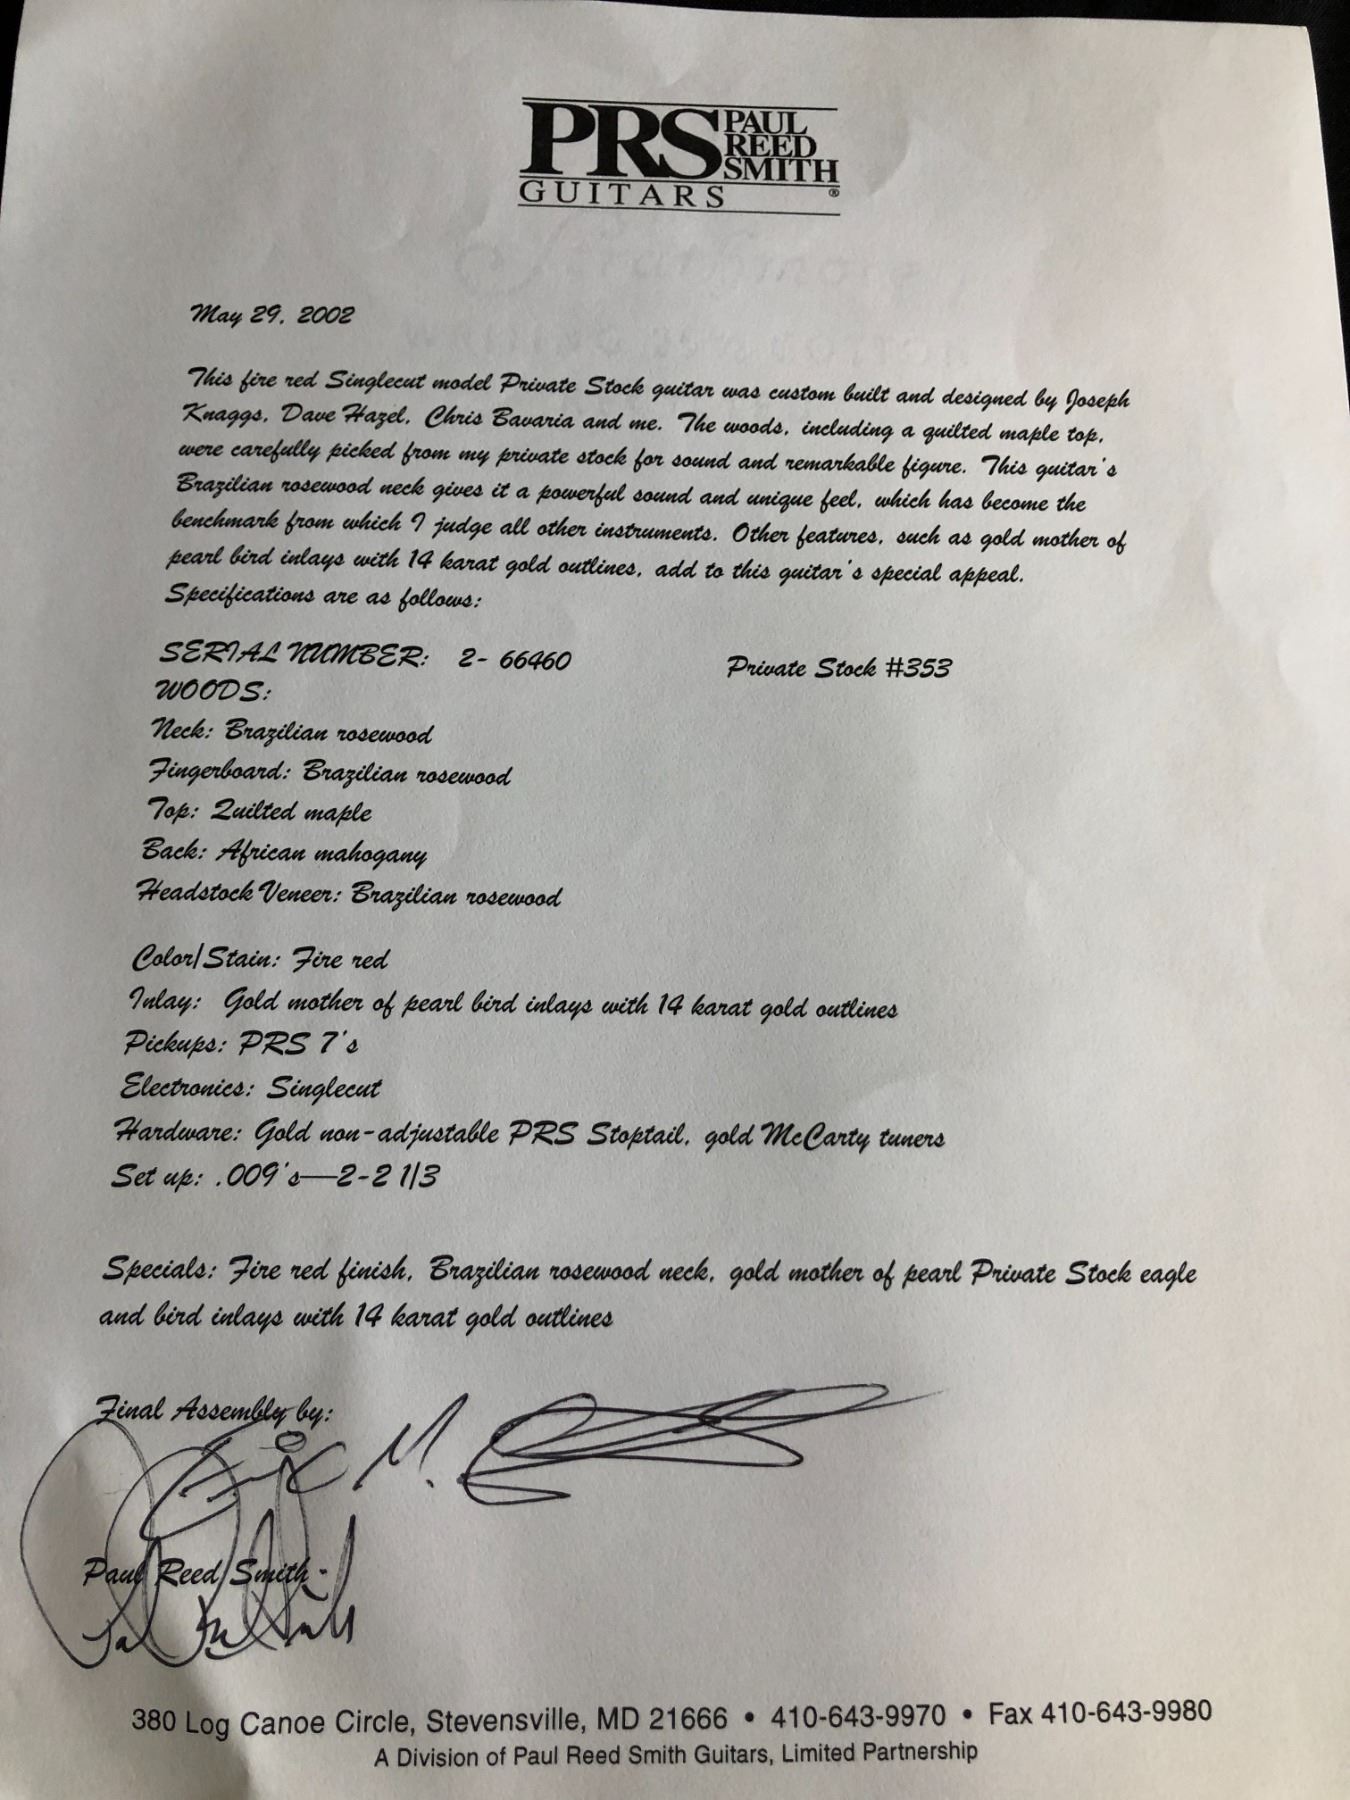 PRS PAUL REED SMITH
GUITARS ®
May 29, 2002
This fire red Singlecut model Private Stock guitar was custom built and designed by Joseph
Knaggs, Dave Hazel, Chris Bavaria and me. The woods, including a quilted maple top,
were carefully picked from my private stock for sound and remarkable figure. This guitar's
Brazilian rosewood neck gives it a powerful sound and unique feel, which has become the
benchmark from which I judge all other instruments. Other features, such as gold mother of
pearl bird inlays with 14 karat gold outlines, add to this guitar's special appeal.
Specifications are as follows:
SERIAL NUMBER: 2- 66460 Private Stock #353
WOODS:
Neck: Brazilian rosewood
Fingerboard: Brazilian rosewood
Top: Quilted maple
Back: African mahogany
Headstock Veneer: Brazilian rosewood
Color/Stain: Fire red
Inlay: Gold mother of pearl bird inlays with 14 karat gold outlines
Pickups: PRS 7's
Electronics: Singlecut
Hardware: Gold non-adjustable PRS Stoptail, gold McCarty tuners
Set up: .009's—2-2 1/3
Specials: Fire red finish, Brazilian rosewood neck, gold mother of pearl Private Stock eagle
and bird inlays with 14 karat gold outlines
Final Assembly by:
Paul Reed Smith-
380 Log Canoe Circle, Stevensville, MD 21666 • 410-643-9970 • Fax 410-643-9980
A Division of Paul Reed Smith Guitars, Limited Partnership